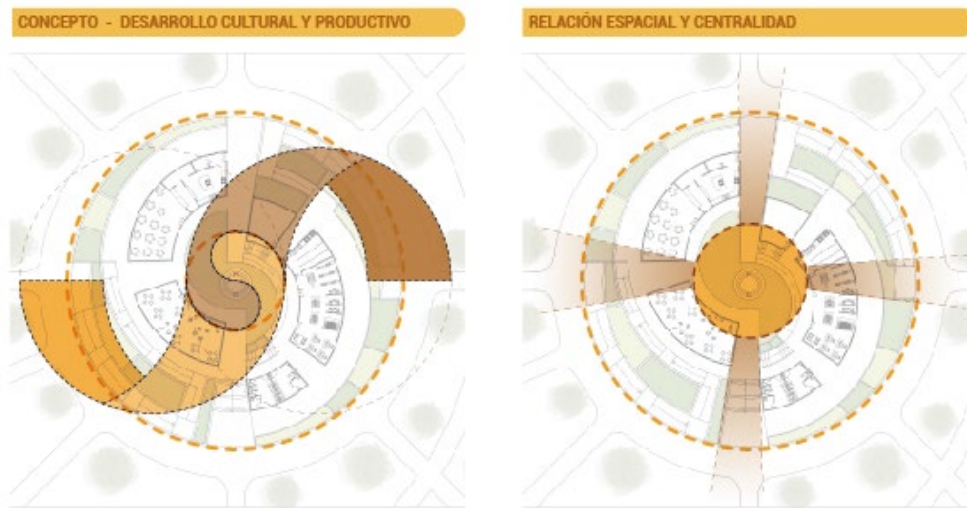 CONCEPTO - DESARROLLO CULTURAL Y PRODUCTIVO
RELACIÓN ESPACIAL Y CENTRALIDAD